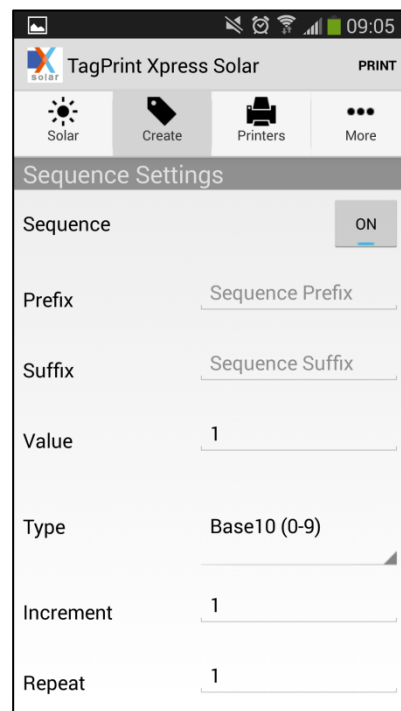 09:05
X solar TagPrint Xpress Solar PRINT
Solar Create Printers More
Sequence Settings
Sequence ON
Prefix Sequence Prefix
Suffix Sequence Suffix
Value 1
Type Base10 (0-9)
Increment 1
Repeat 1